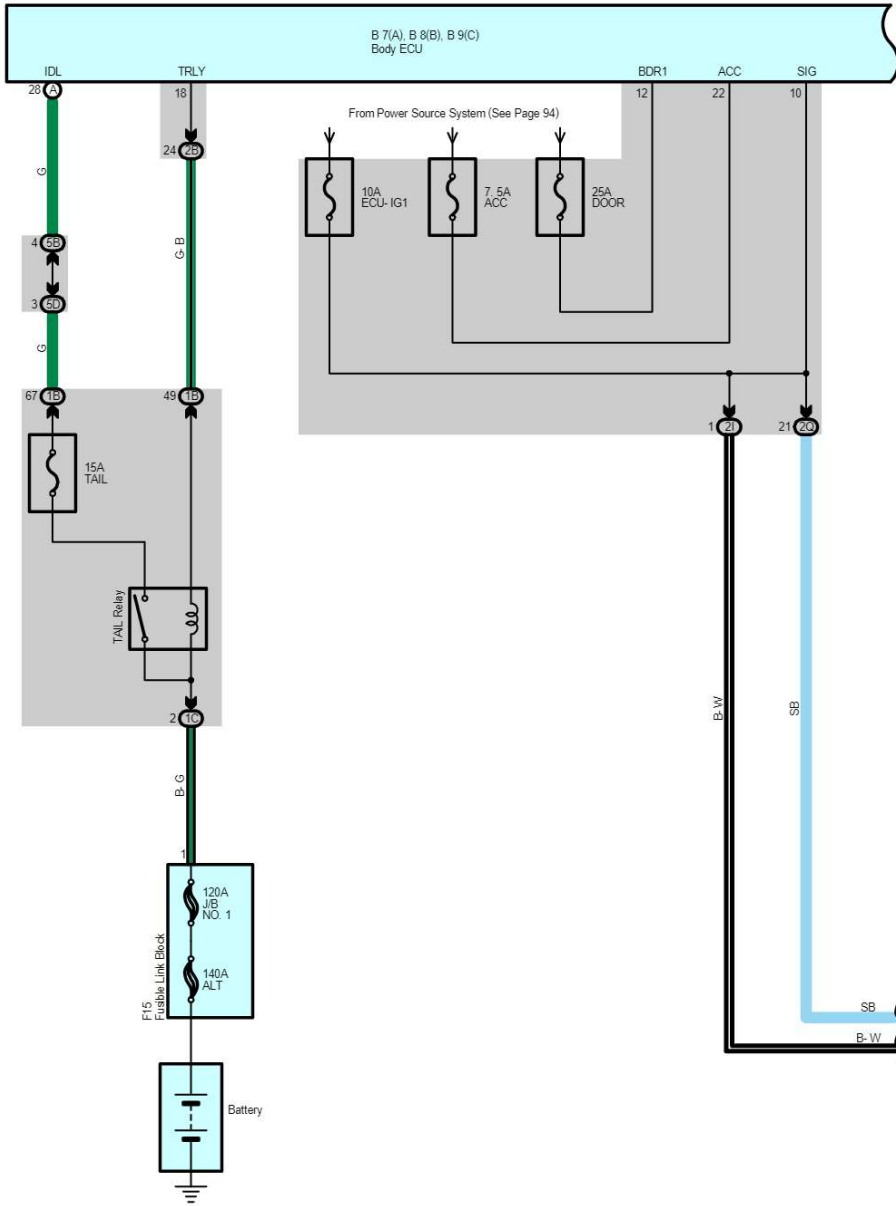 B 7(A), B 8(B), B 9(C)
Body ECU
IDL
TRLY
BDR1
ACC
SIG
28
A
18
12
22
10
From Power Source System (See Page 94)
24
2B
10A
ECU- IG1
7. 5A
ACC
25A
DOOR
G
G- B
4
5B
3
5D
G
67
1B
49
1B
1
2I
21
2Q
15A
TAIL
TAIL Relay
2
1C
B- W
SB
B- G
1
120A
J/B
NO. 1
140A
ALT
F15
Fusible Link Block
SB
B- W
Battery